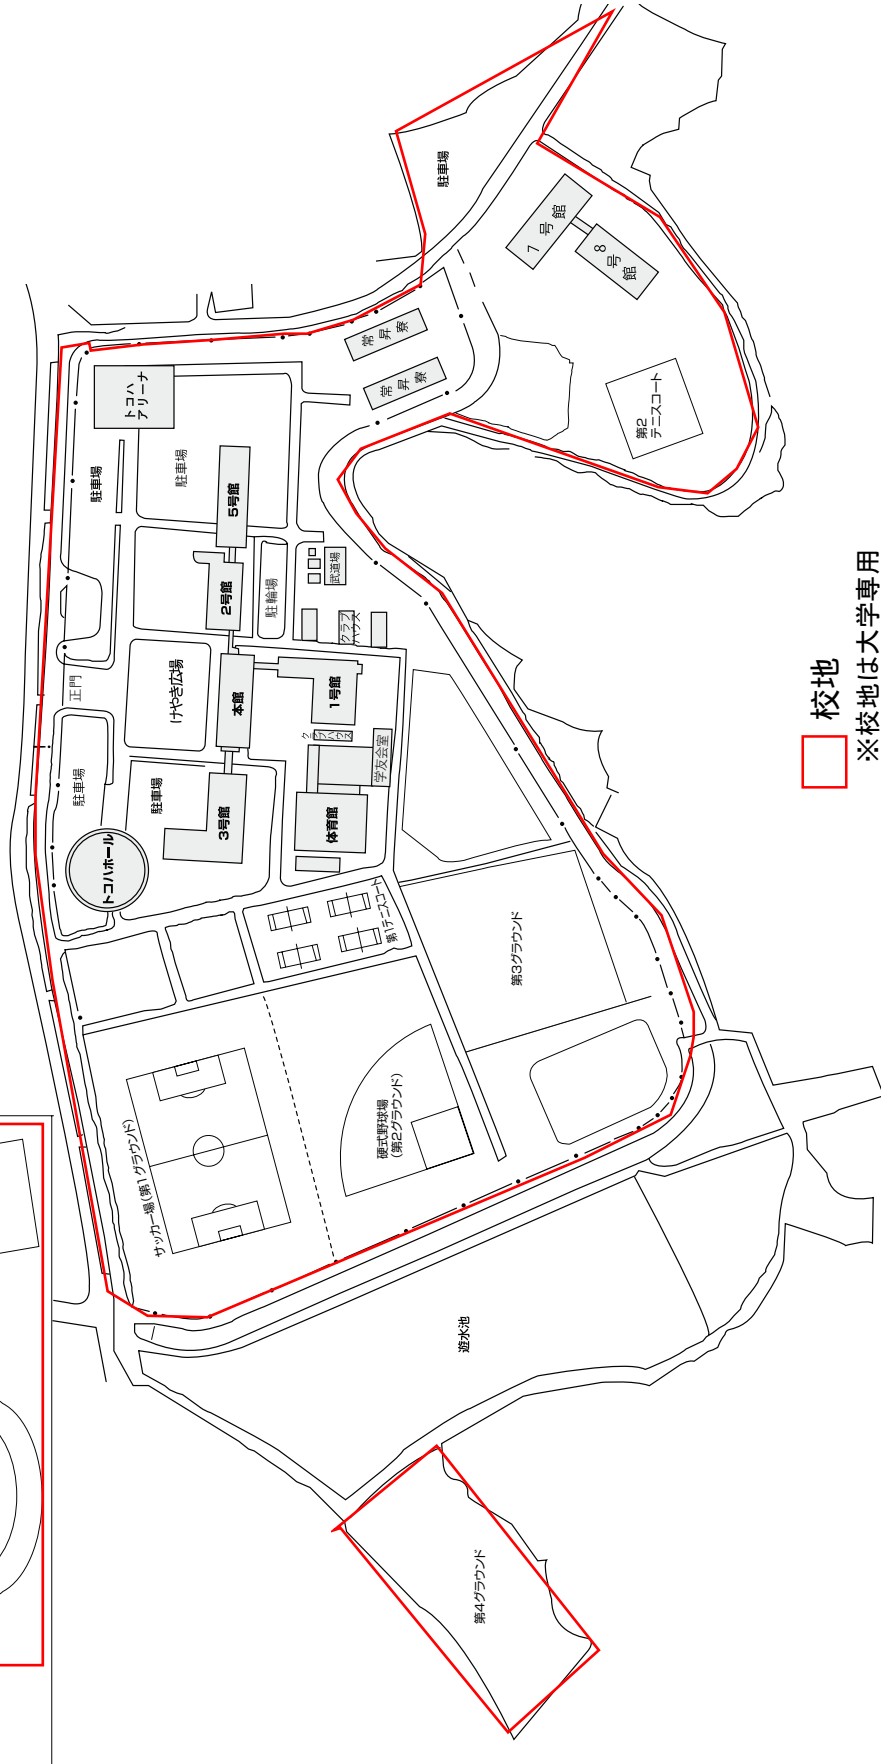 駐車場
7号館
8号館
常昇寮
常昇寮
第2
テニスコート
トコハ
アリーナ
駐車場
駐車場
5号館
2号館
駐輪場
武道場
クラブ
ハウス
正門
けやき広場
本館
1号館
クラブ
ハウス
学友会室
駐車場
駐車場
3号館
体育館
トコハホール
第1テニスコート
第3グラウンド
サッカー場(第1グラウンド)
硬式野球場
(第2グラウンド)
遊水池
第4グラウンド
校地
※校地は大学専用